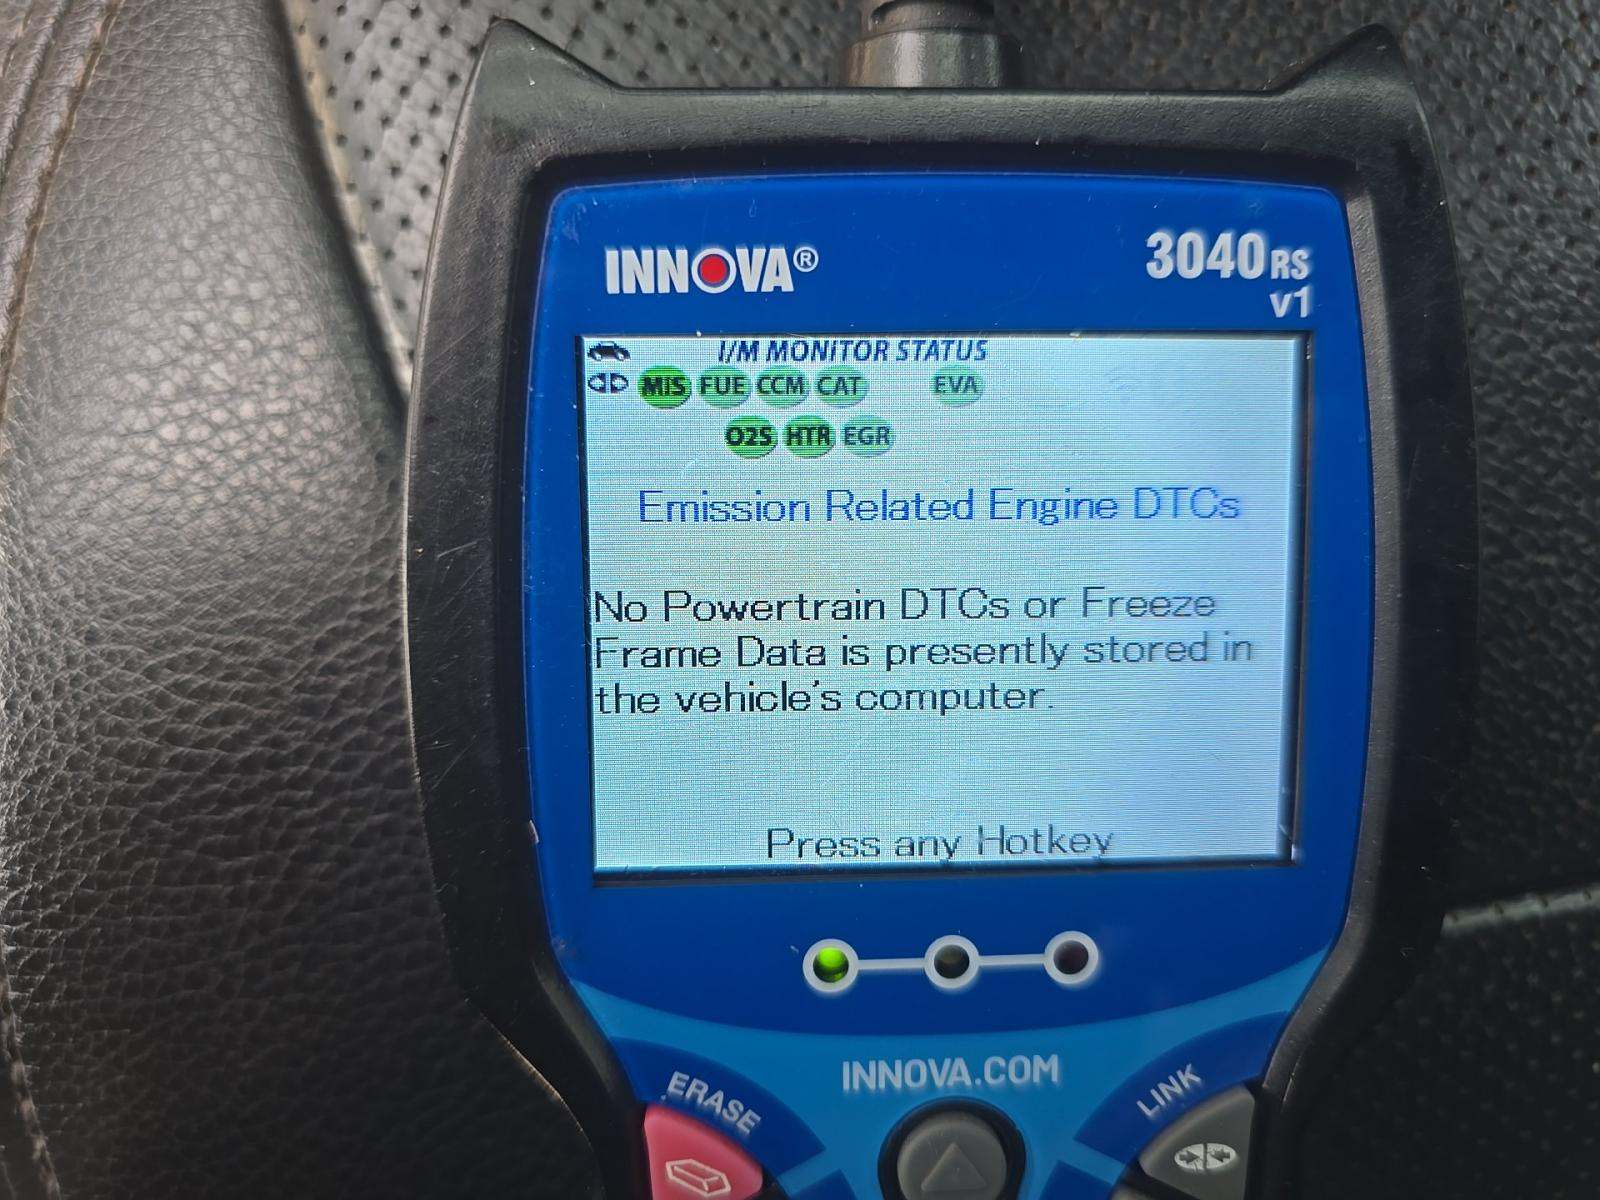 INNOVA®
3040RS
v1
I/M MONITOR STATUS
MIS FUE CCM CAT EVA
O2S HTR EGR
Emission Related Engine DTCs
No Powertrain DTCs or Freeze
Frame Data is presently stored in
the vehicle's computer.
Press any Hotkey
INNOVA.COM
ERASE
LINK